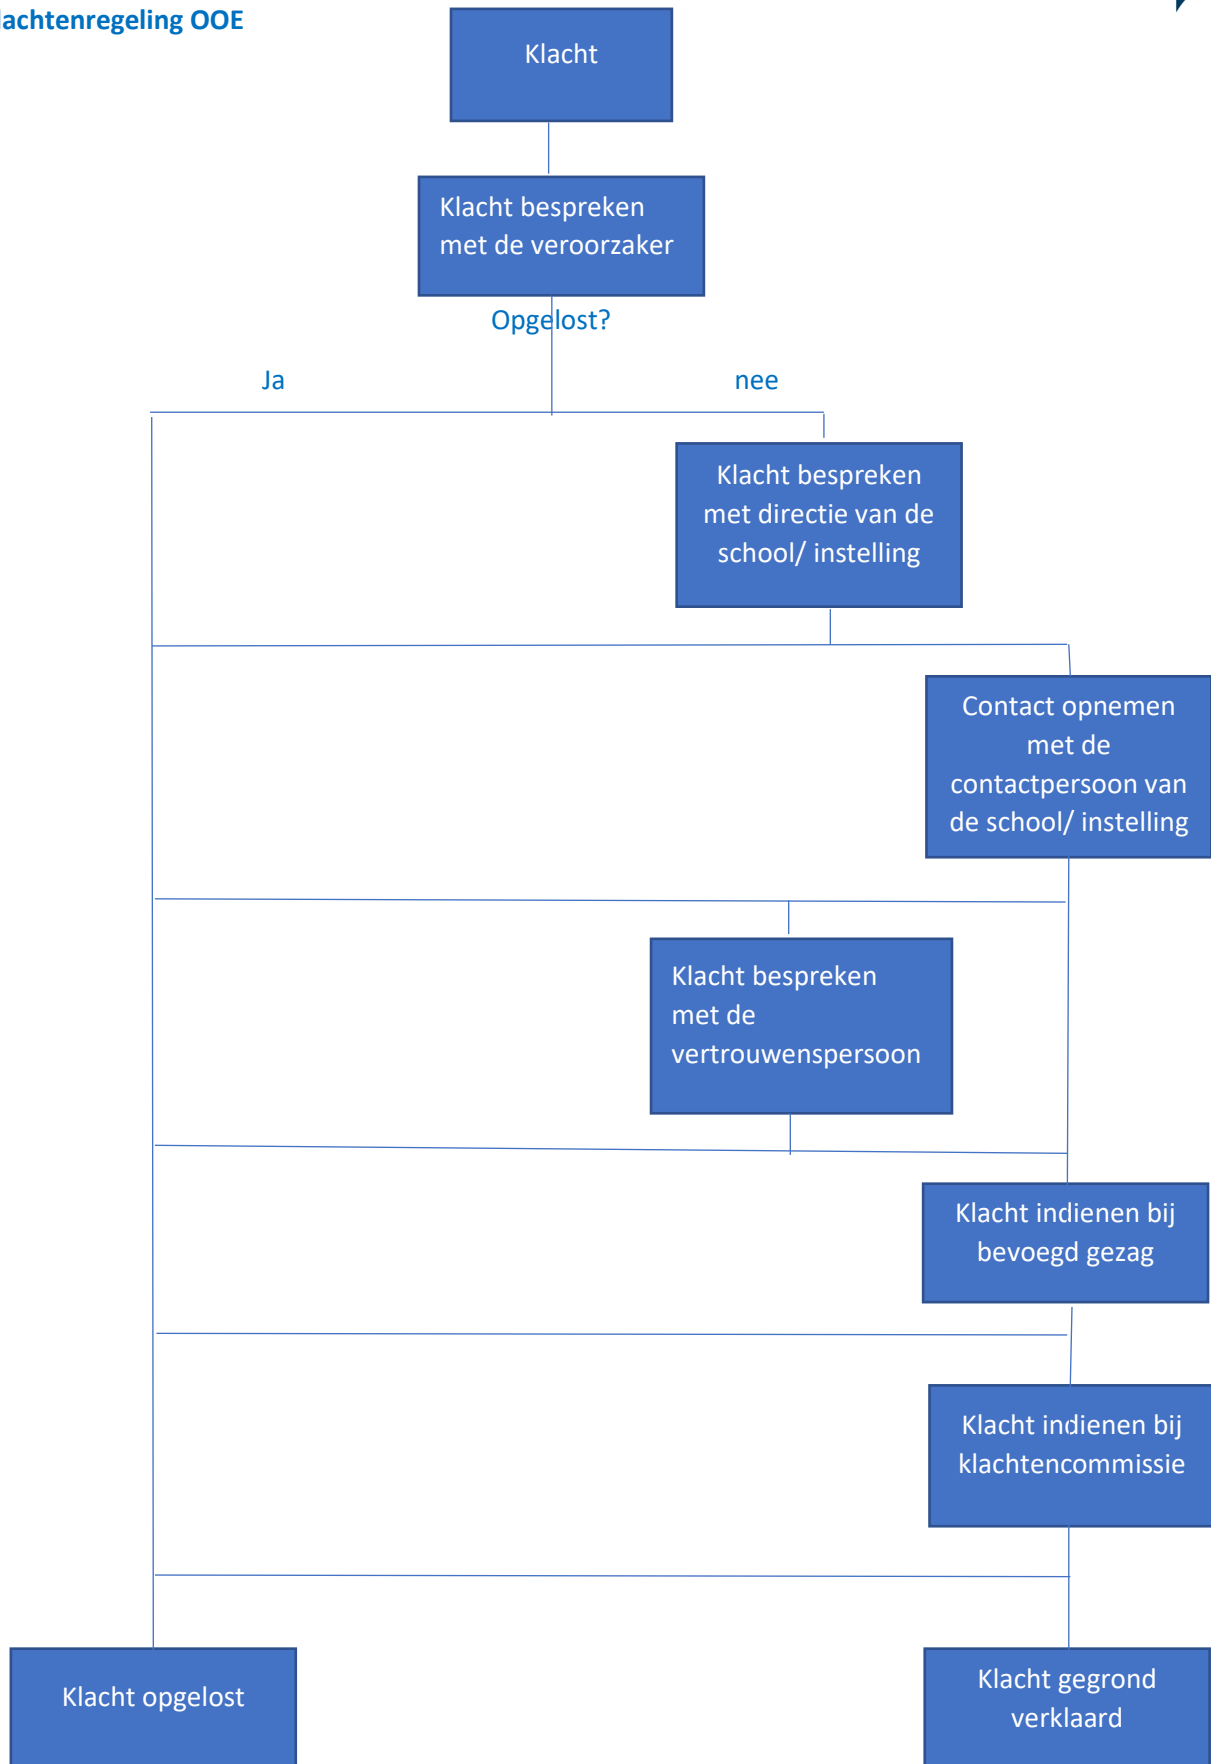 lachtenregeling OOE
Klacht
Klacht bespreken
met de veroorzaker
Opgelost?
Ja
nee
Klacht bespreken
met directie van de
school/ instelling
Contact opnemen
met de
contactpersoon van
de school/ instelling
Klacht bespreken
met de
vertrouwenspersoon
Klacht indienen bij
bevoegd gezag
Klacht indienen bij
klachtencommissie
Klacht opgelost
Klacht gegrond
verklaard